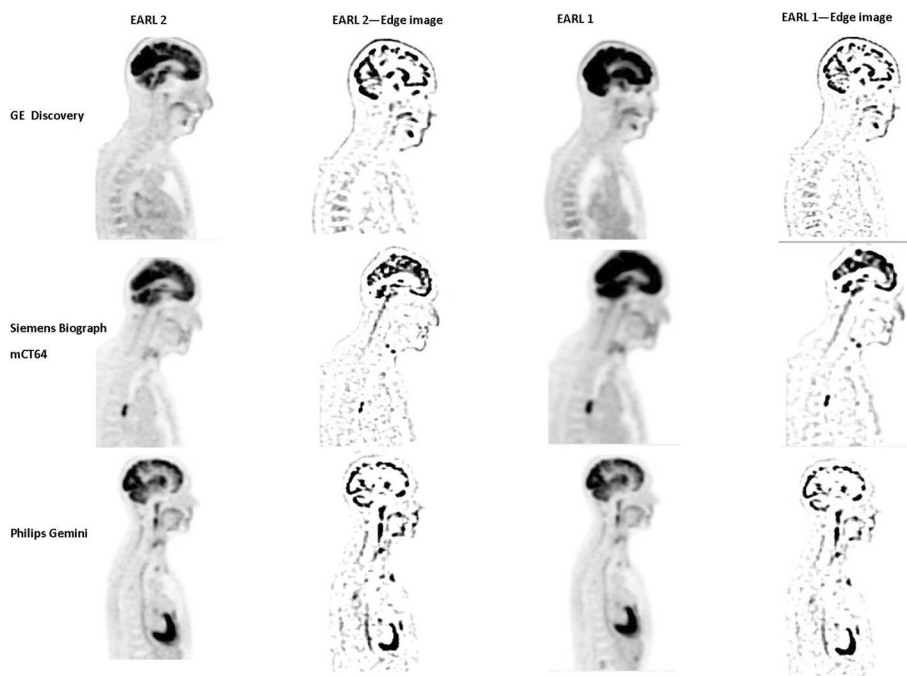 EARL 2
EARL 2—Edge image
EARL 1
EARL 1—Edge image
GE  Discovery
Siemens Biograph
mCT64
Philips Gemini